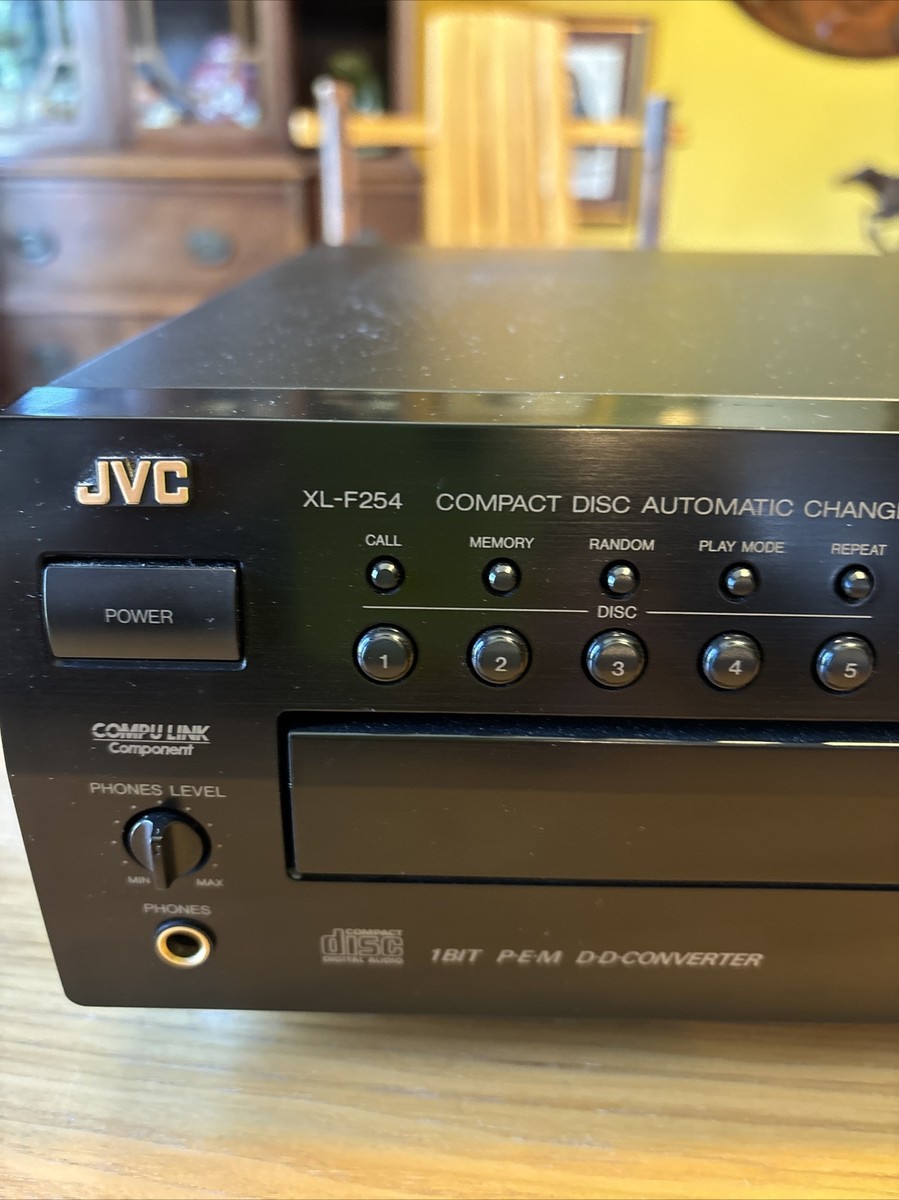 JVC
XL-F254 COMPACT DISC AUTOMATIC CHANG
CALL MEMORY RANDOM PLAY MODE REPEAT
DISC
POWER
1 2 3 4 5
COMPU LINK
Component
PHONES LEVEL
MIN MAX
PHONES
COMPACT
disc
DIGITAL AUDIO
1BIT P·E·M D·D-CONVERTER